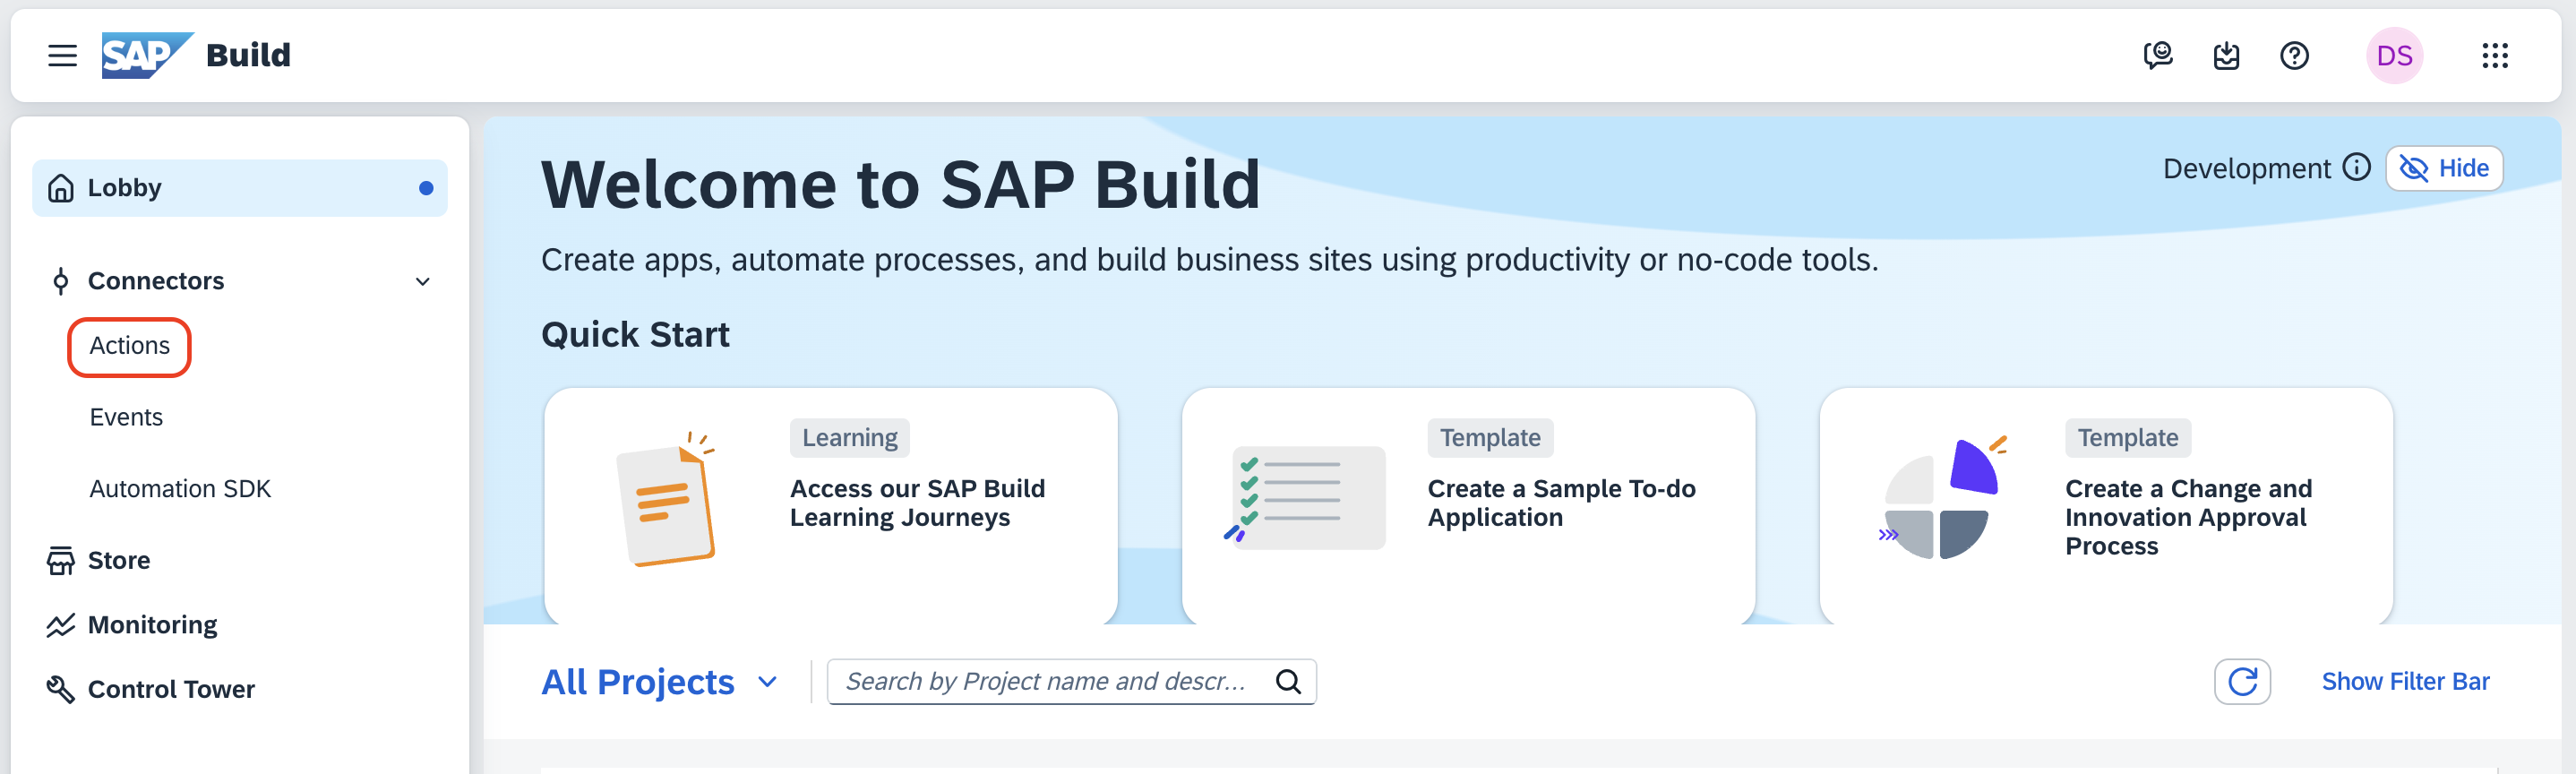 SAP Build
DS
Lobby
Connectors
Actions
Events
Automation SDK
Store
Monitoring
Control Tower
Welcome to SAP Build
Development
Hide
Create apps, automate processes, and build business sites using productivity or no-code tools.
Quick Start
Learning
Access our SAP Build
Learning Journeys
Template
Create a Sample To-do
Application
Template
Create a Change and
Innovation Approval
Process
All Projects
Search by Project name and descr...
Show Filter Bar